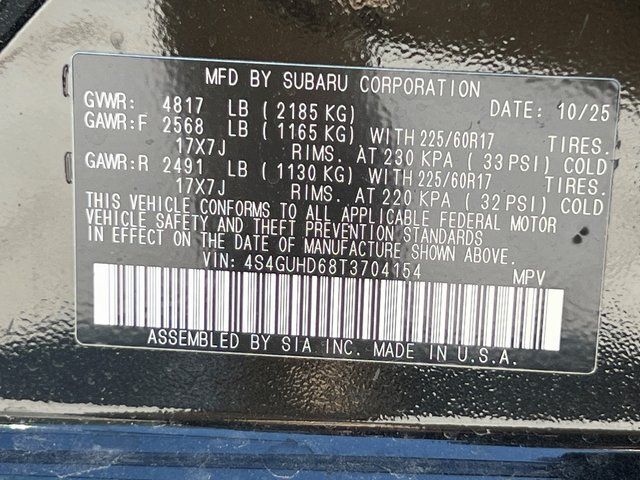 MFD BY SUBARU CORPORATION
GVWR: 4817 LB ( 2185 KG) DATE: 10/25
GAWR:F 2568 LB ( 1165 KG) WITH 225/60R17 TIRES.
17X7J RIMS. AT 230 KPA ( 33 PSI) COLD
GAWR:R 2491 LB ( 1130 KG) WITH 225/60R17 TIRES.
17X7J RIMS. AT 220 KPA ( 32 PSI) COLD
THIS VEHICLE CONFORMS TO ALL APPLICABLE FEDERAL MOTOR
VEHICLE SAFETY AND THEFT PREVENTION STANDARDS
IN EFFECT ON THE DATE OF MANUFACTURE SHOWN ABOVE.
VIN: 4S4GUHD68T3704154 MPV
ASSEMBLED BY SIA INC. MADE IN U.S.A.